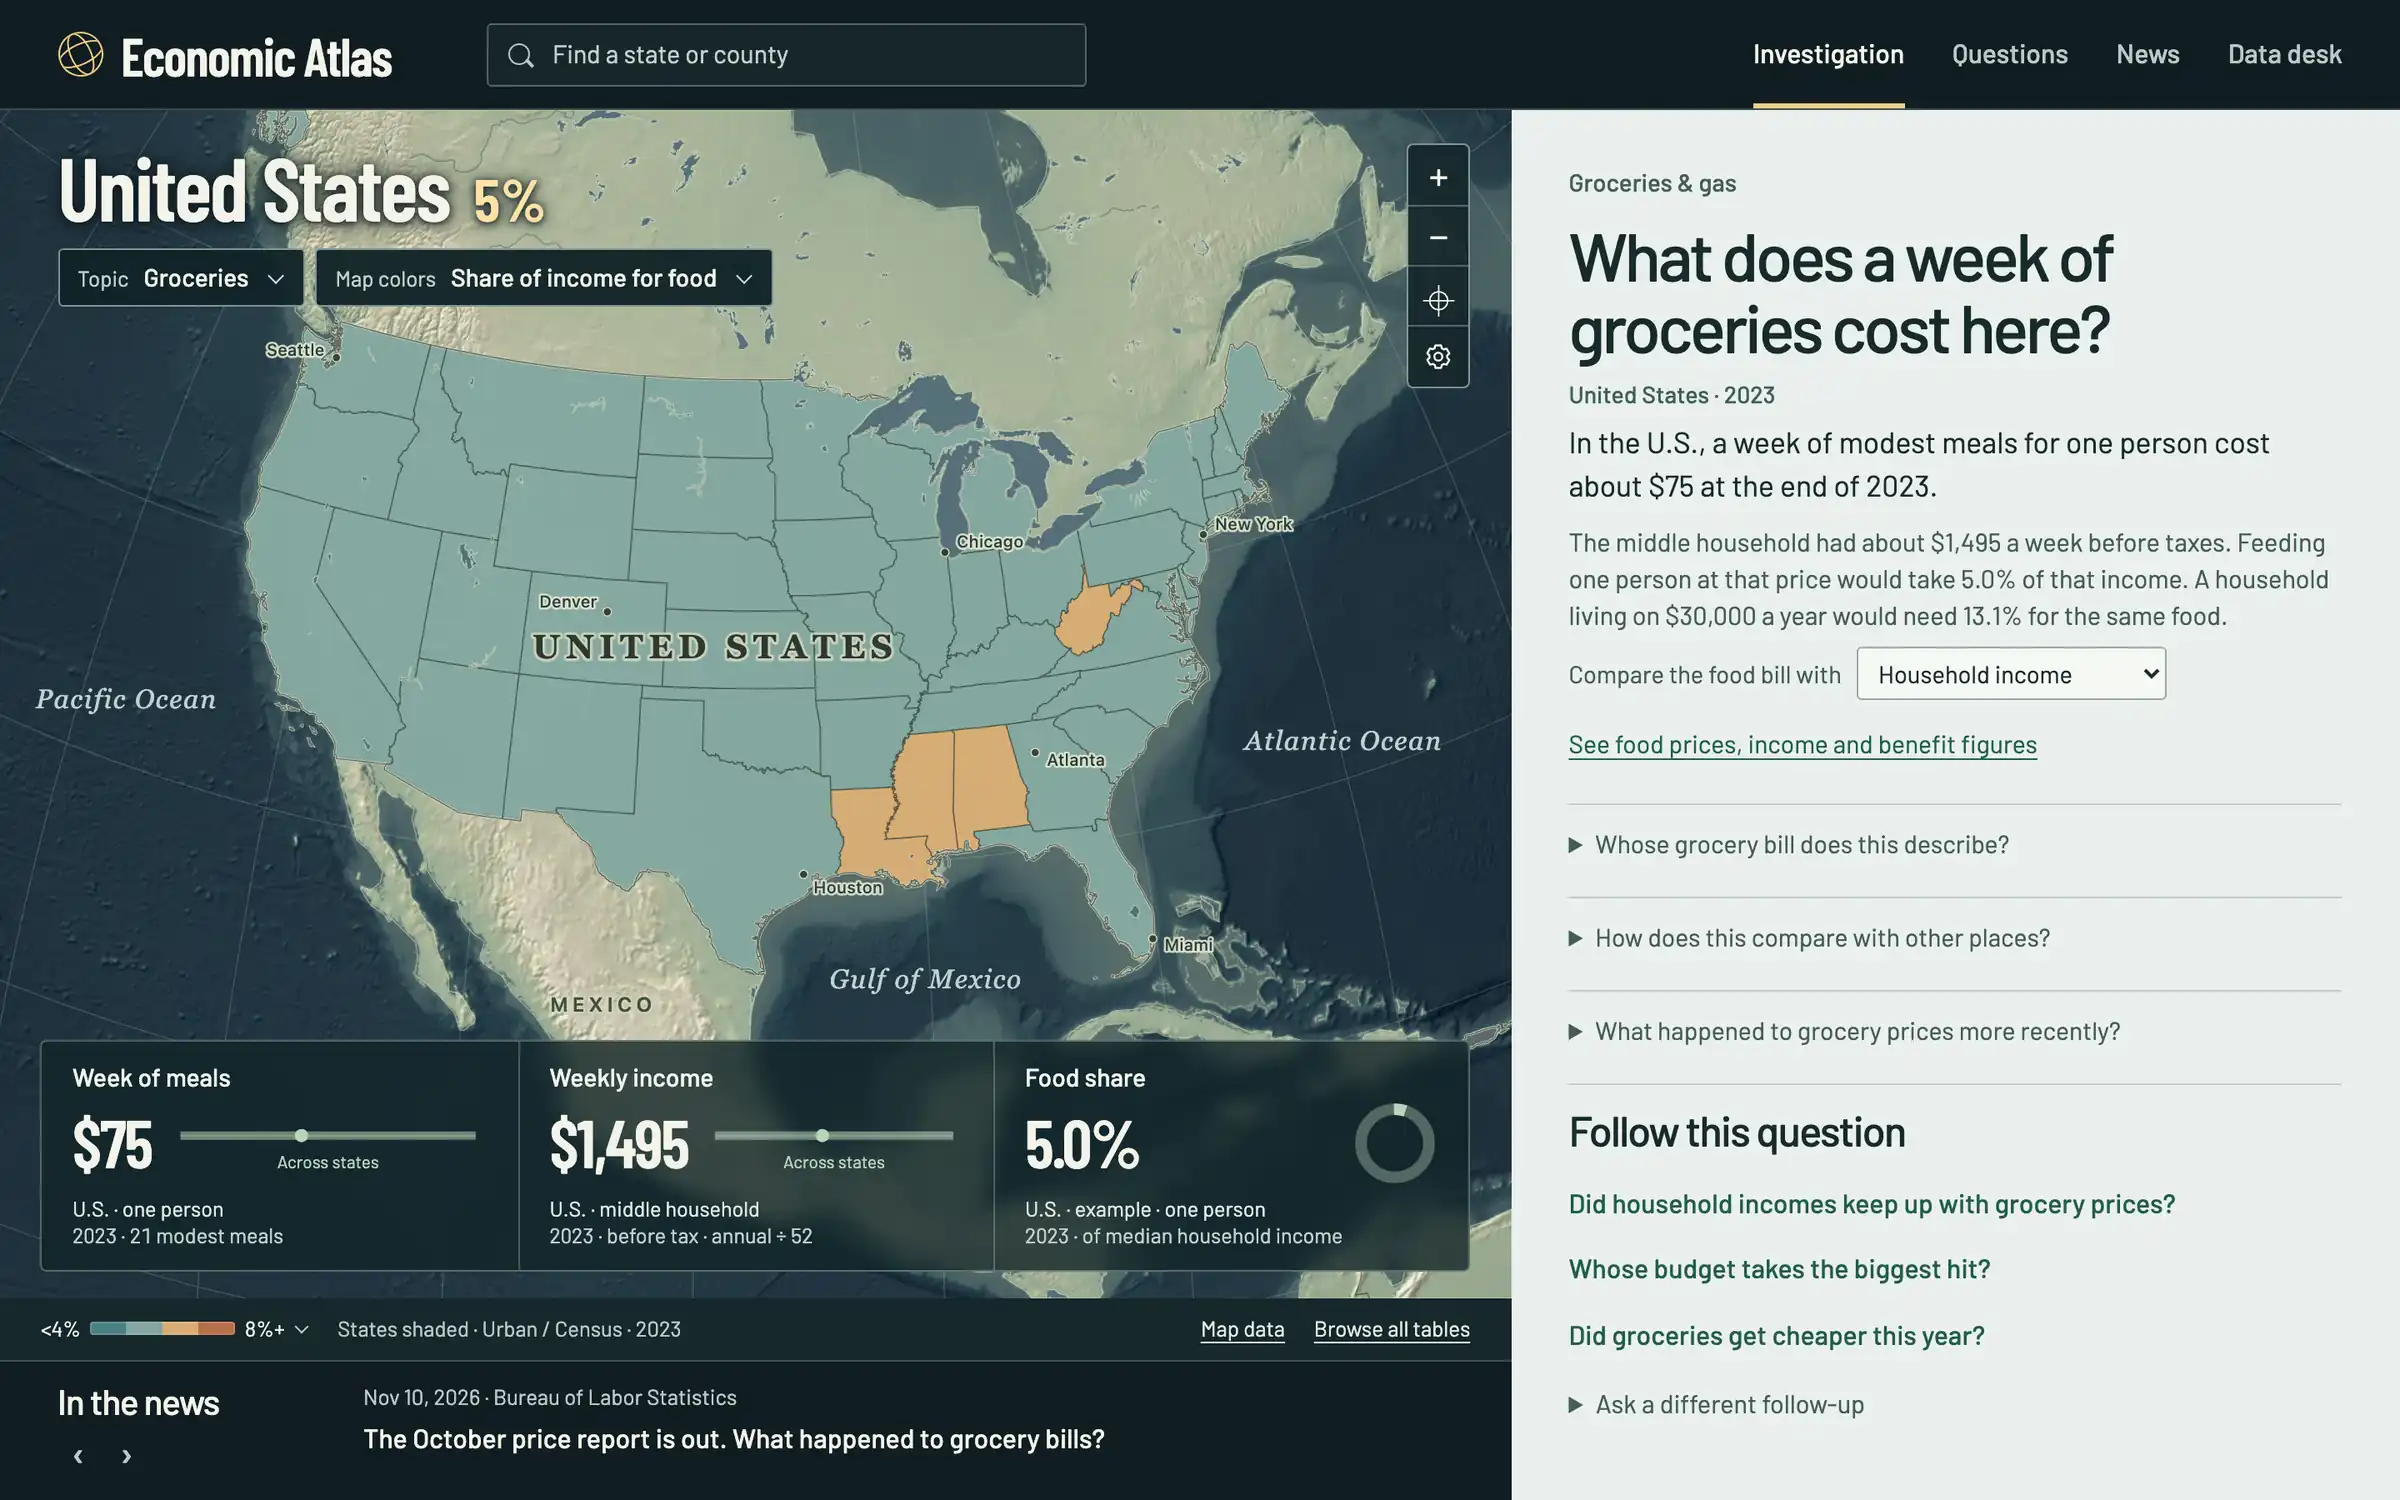 Economic Atlas
Find a state or county
Investigation
Questions
News
Data desk
United States 5%
Topic Groceries
Map colors Share of income for food
+
−
Seattle
New York
Chicago
Denver
UNITED STATES
Pacific Ocean
Atlantic Ocean
Atlanta
Houston
Miami
Gulf of Mexico
MEXICO
Week of meals
$75
Across states
U.S. · one person
2023 · 21 modest meals
Weekly income
$1,495
Across states
U.S. · middle household
2023 · before tax · annual ÷ 52
Food share
5.0%
U.S. · example · one person
2023 · of median household income
<4%
8%+
States shaded · Urban / Census · 2023
Map data
Browse all tables
In the news
‹ ›
Nov 10, 2026 · Bureau of Labor Statistics
The October price report is out. What happened to grocery bills?
Groceries & gas
What does a week of
groceries cost here?
United States · 2023
In the U.S., a week of modest meals for one person cost
about $75 at the end of 2023.
The middle household had about $1,495 a week before taxes. Feeding
one person at that price would take 5.0% of that income. A household
living on $30,000 a year would need 13.1% for the same food.
Compare the food bill with
Household income
See food prices, income and benefit figures
Whose grocery bill does this describe?
How does this compare with other places?
What happened to grocery prices more recently?
Follow this question
Did household incomes keep up with grocery prices?
Whose budget takes the biggest hit?
Did groceries get cheaper this year?
Ask a different follow-up